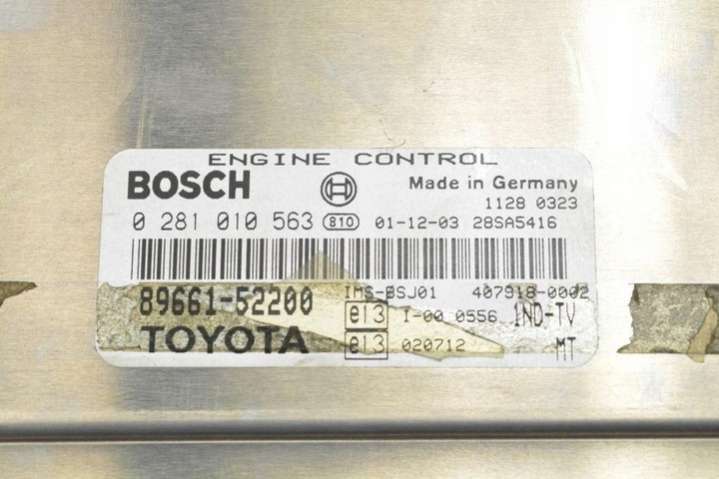 ENGINE CONTROL
BOSCH Made in Germany
1128 0323
0 281 010 563 810 01-12-03 28SA5416
89661-52200 IMS-BSJ01 407918-0002
e13 I-00 0556 1ND-TV
TOYOTA e13 020712 MT